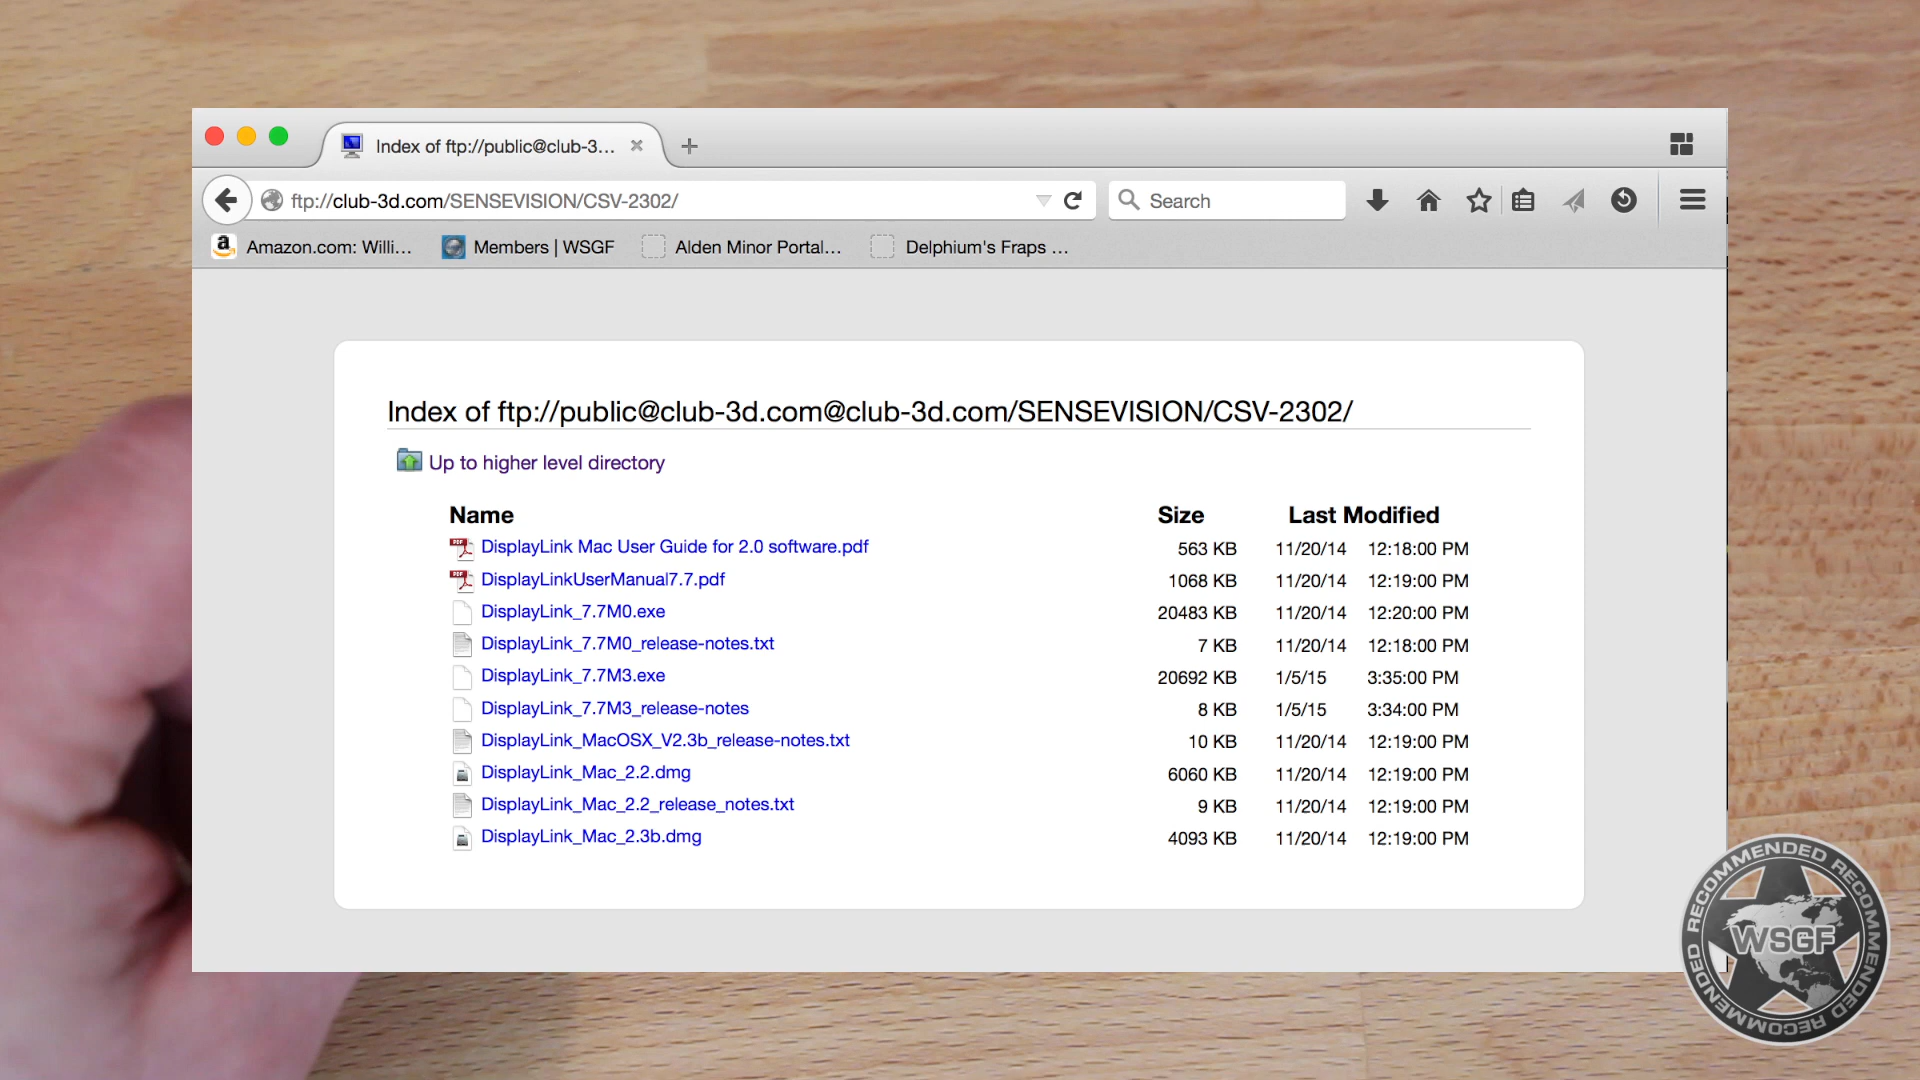 Index of ftp://public@club-3...
ftp://club-3d.com/SENSEVISION/CSV-2302/
Search
Amazon.com: Willi...
Members | WSGF
Alden Minor Portal...
Delphium's Fraps ...
Index of ftp://public@club-3d.com@club-3d.com/SENSEVISION/CSV-2302/
Up to higher level directory
Name Size Last Modified
DisplayLink Mac User Guide for 2.0 software.pdf 563 KB 11/20/14 12:18:00 PM
DisplayLinkUserManual7.7.pdf 1068 KB 11/20/14 12:19:00 PM
DisplayLink_7.7M0.exe 20483 KB 11/20/14 12:20:00 PM
DisplayLink_7.7M0_release-notes.txt 7 KB 11/20/14 12:18:00 PM
DisplayLink_7.7M3.exe 20692 KB 1/5/15 3:35:00 PM
DisplayLink_7.7M3_release-notes 8 KB 1/5/15 3:34:00 PM
DisplayLink_MacOSX_V2.3b_release-notes.txt 10 KB 11/20/14 12:19:00 PM
DisplayLink_Mac_2.2.dmg 6060 KB 11/20/14 12:19:00 PM
DisplayLink_Mac_2.2_release_notes.txt 9 KB 11/20/14 12:19:00 PM
DisplayLink_Mac_2.3b.dmg 4093 KB 11/20/14 12:19:00 PM
RECOMMENDED RECOMMENDED RECOMMENDED
WSGF